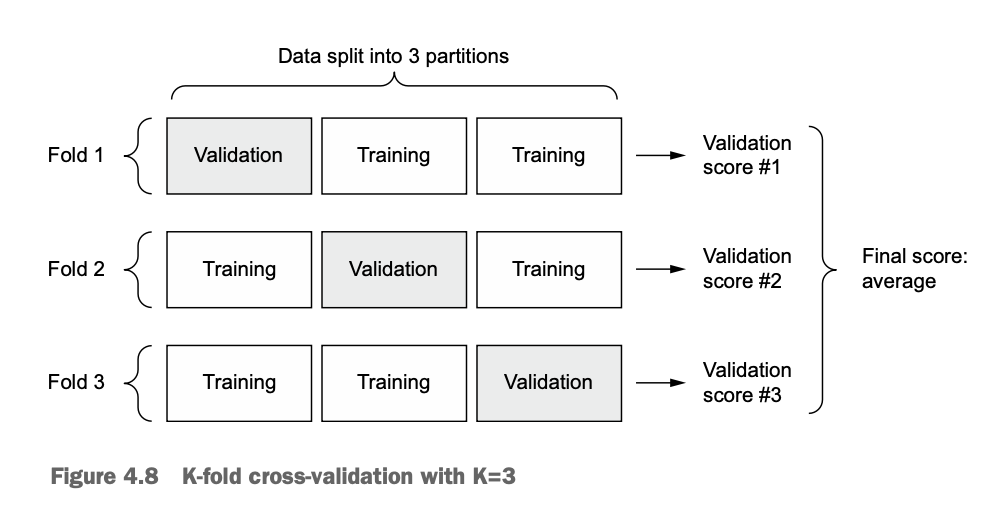 Data split into 3 partitions
Fold 1
Validation
Training
Training
Validation
score #1
Fold 2
Training
Validation
Training
Validation
score #2
Final score:
average
Fold 3
Training
Training
Validation
Validation
score #3
Figure 4.8 K-fold cross-validation with K=3